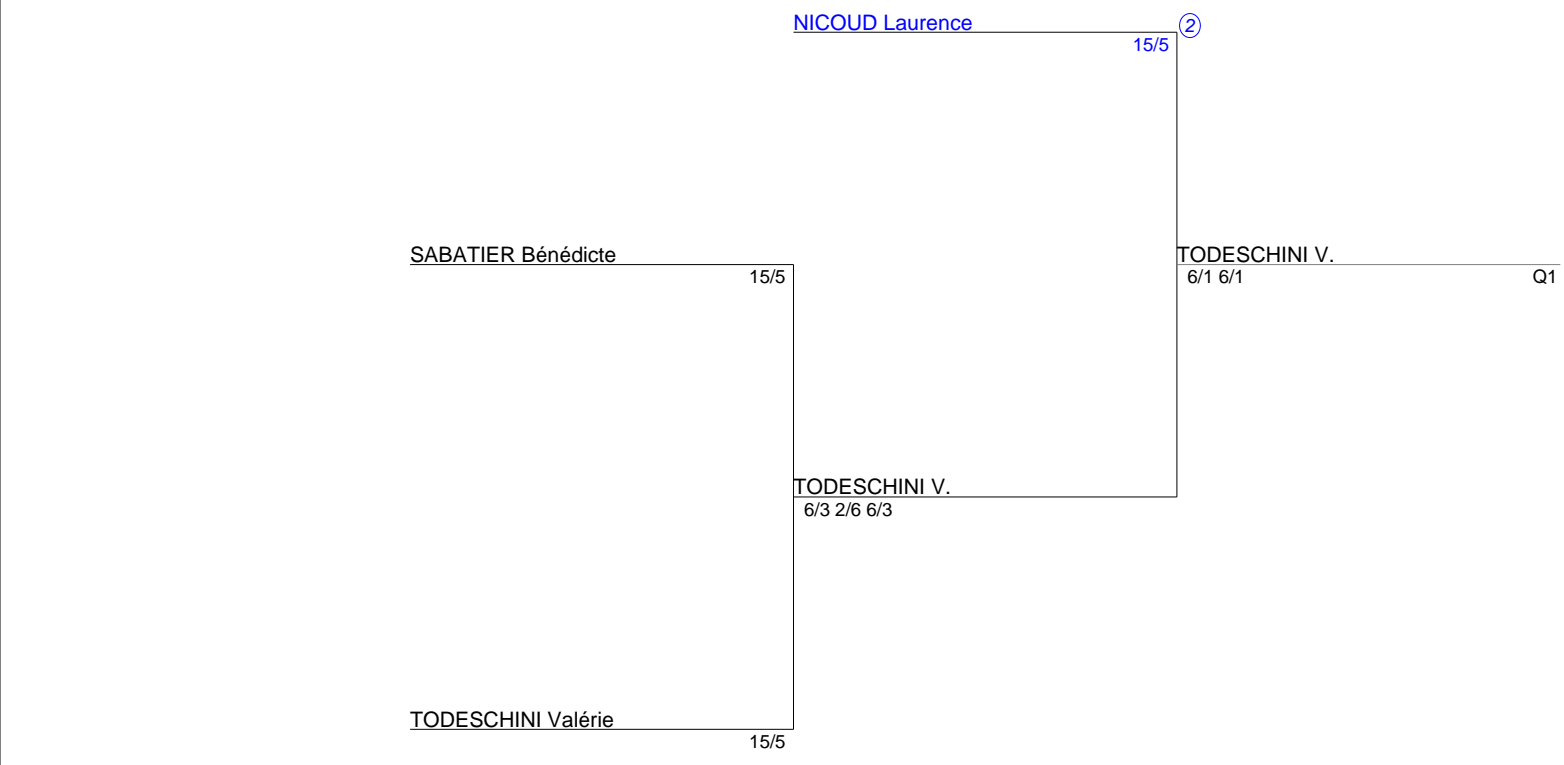 NICOUD Laurence
2
15/5
SABATIER Bénédicte
15/5
TODESCHINI V.
6/1 6/1
Q1
TODESCHINI V.
6/3 2/6 6/3
TODESCHINI Valérie
15/5